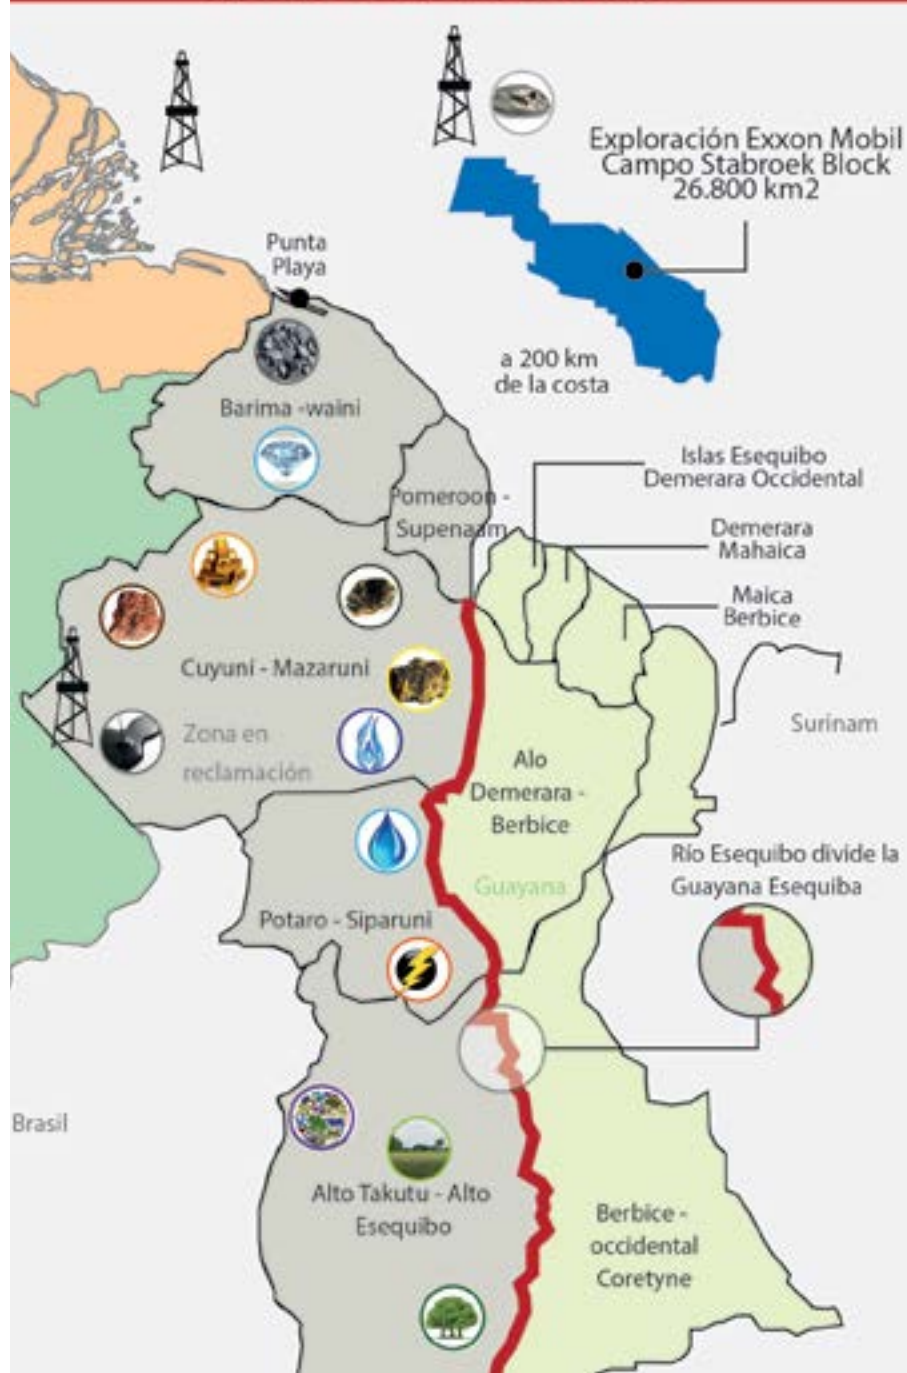 Exploración Exxon Mobil
Campo Stabroek Block
26.800 km2
Punta
Playa
a 200 km
de la costa
Barima -waini
Islas Esequibo
Demerara Occidental
Pomeroon -
Supenaam
Demerara
Mahaica
Maica
Berbice
Cuyuni - Mazaruni
Surinam
Zona en
reclamación
Alo
Demerara -
Berbice
Río Esequibo divide la
Guayana Esequiba
Guayana
Potaro - Siparuni
Brasil
Alto Takutu - Alto
Esequibo
Berbice -
occidental
Coretyne